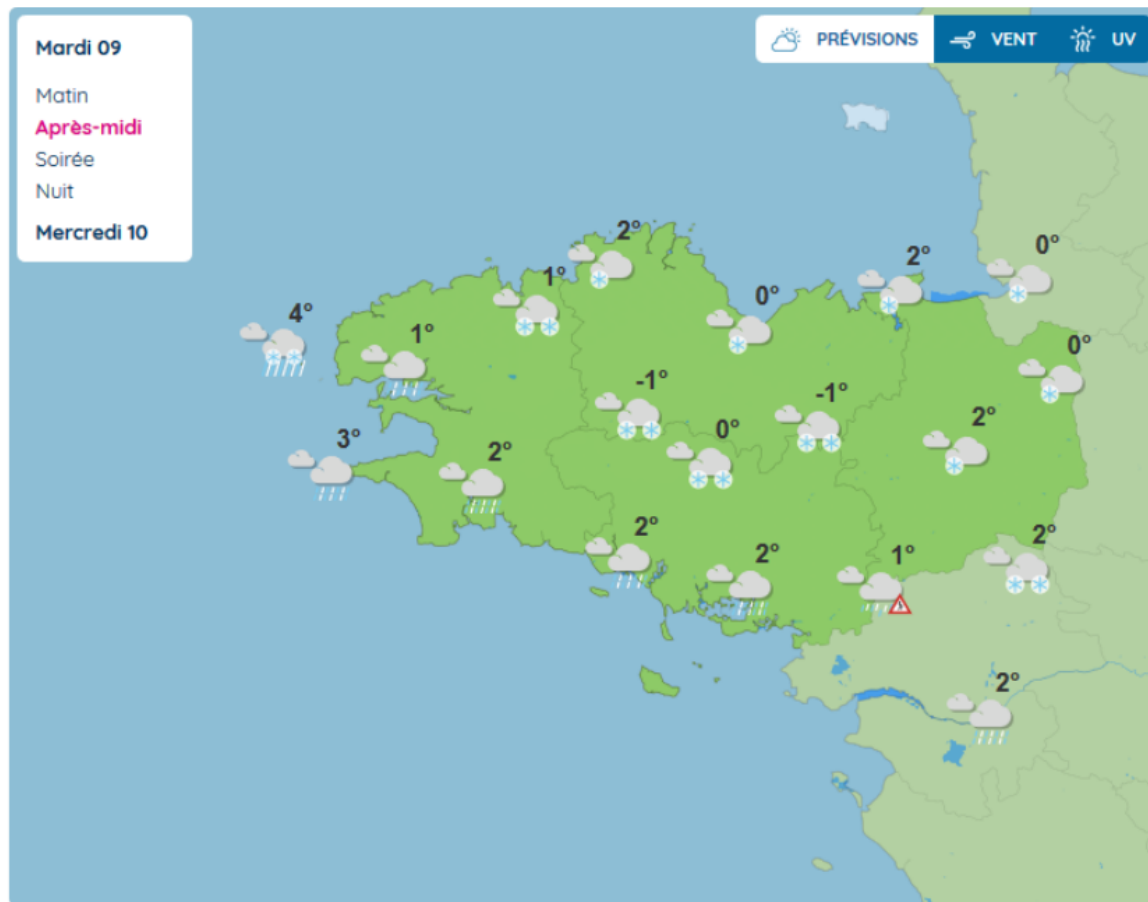 Mardi 09
Matin
Après-midi
Soirée
Nuit
Mercredi 10
PRÉVISIONS
VENT
UV
2°
0°
2°
1°
0°
4°
1°
0°
-1°
-1°
2°
0°
3°
2°
2°
2°
1°
2°
2°